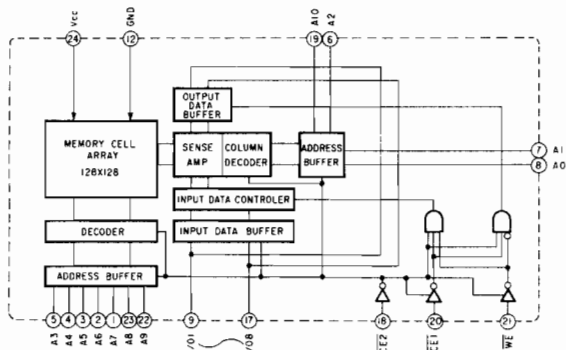 Vcc
GND
A10
A2
24
12
19
6
OUTPUT
DATA
BUFFER
MEMORY CELL
ARRAY
128X128
SENSE
AMP
COLUMN
DECODER
ADDRESS
BUFFER
7
A1
8
A0
INPUT DATA CONTROLER
DECODER
INPUT DATA BUFFER
ADDRESS BUFFER
5
4
3
2
1
23
22
9
17
18
20
21
A3
A4
A5
A6
A7
A8
A9
I/O1
I/O8
CE2
CE1
WE